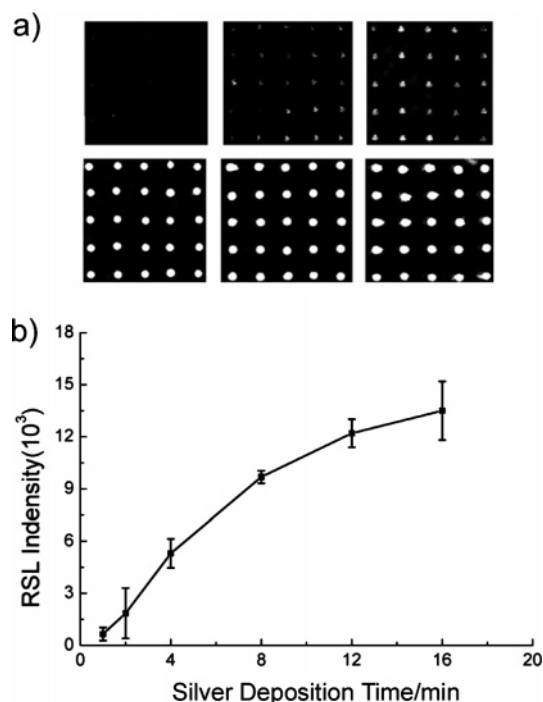 a)
b)
18
15
12
9
6
3
0
RSL Indensity(10³)
0 4 8 12 16 20
Silver Deposition Time/min